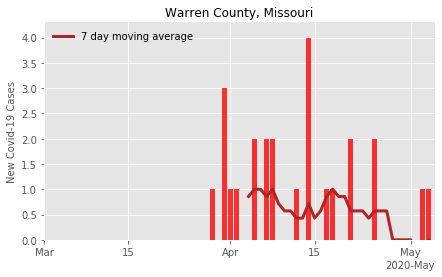 Warren County, Missouri
7 day moving average
New Covid-19 Cases
4.0
3.5
3.0
2.5
2.0
1.5
1.0
0.5
0.0
Mar 15 Apr 15 May
2020-May